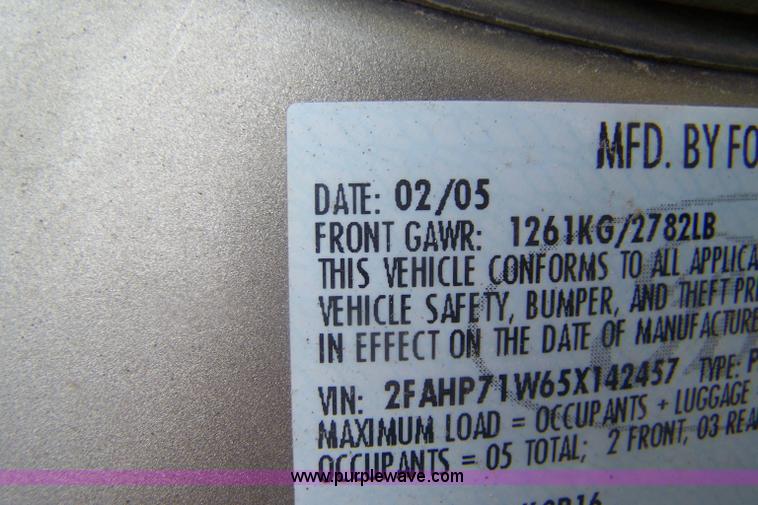 MFD. BY FO
DATE: 02/05
FRONT GAWR: 1261KG/2782LB
THIS VEHICLE CONFORMS TO ALL APPLICA
VEHICLE SAFETY, BUMPER, AND THEFT PRE
IN EFFECT ON THE DATE OF MANUFACTURE
VIN: 2FAHP71W65X142457 TYPE: P
MAXIMUM LOAD = OCCUPANTS + LUGGAGE
OCCUPANTS = 05 TOTAL; 2 FRONT, 03 REA
www.purplewave.com